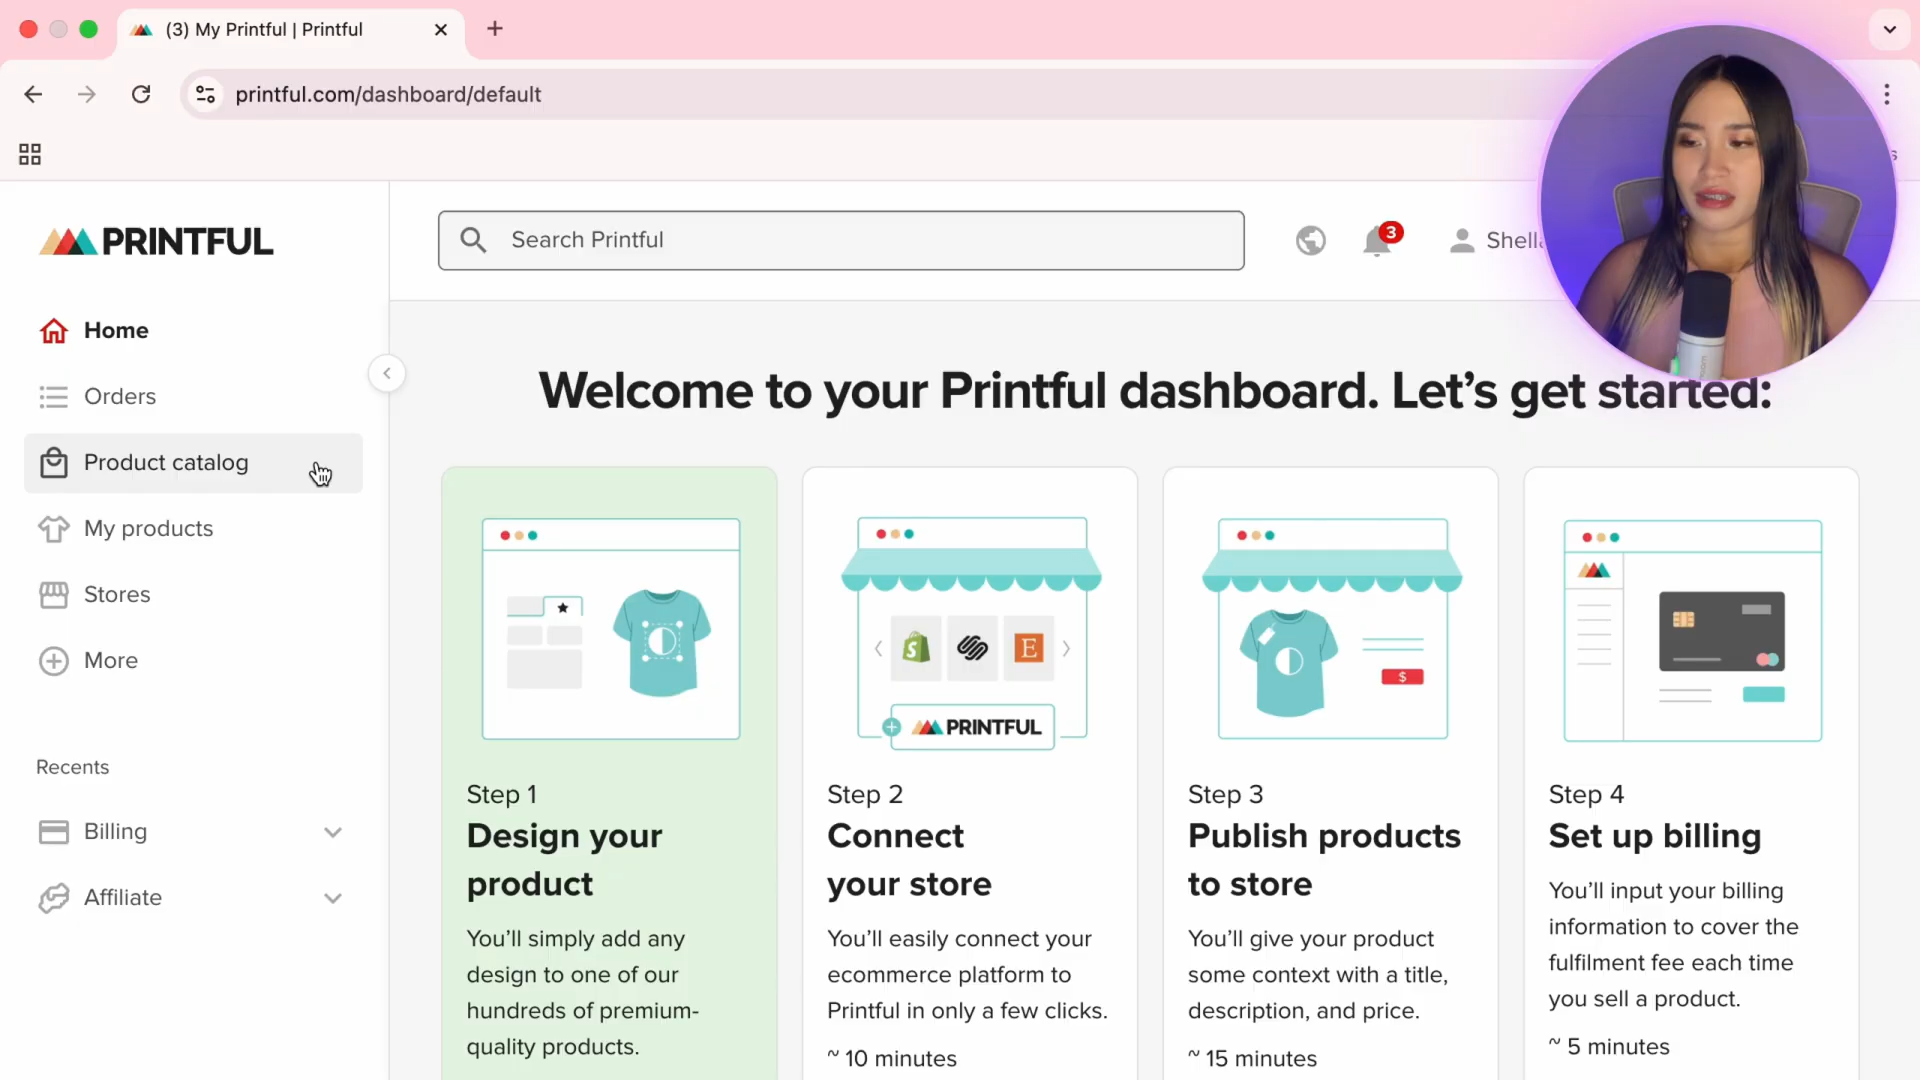 (3) My Printful | Printful
printful.com/dashboard/default
PRINTFUL
Search Printful
3
Home
Orders
Product catalog
My products
Stores
More
Recents
Billing
Affiliate
Welcome to your Printful dashboard. Let's get started:
S
E
PRINTFUL
$
Step 1
Design your
product
You'll simply add any
design to one of our
hundreds of premium-
quality products.
Step 2
Connect
your store
You'll easily connect your
ecommerce platform to
Printful in only a few clicks.
~ 10 minutes
Step 3
Publish products
to store
You'll give your product
some context with a title,
description, and price.
~ 15 minutes
Step 4
Set up billing
You'll input your billing
information to cover the
fulfilment fee each time
you sell a product.
~ 5 minutes